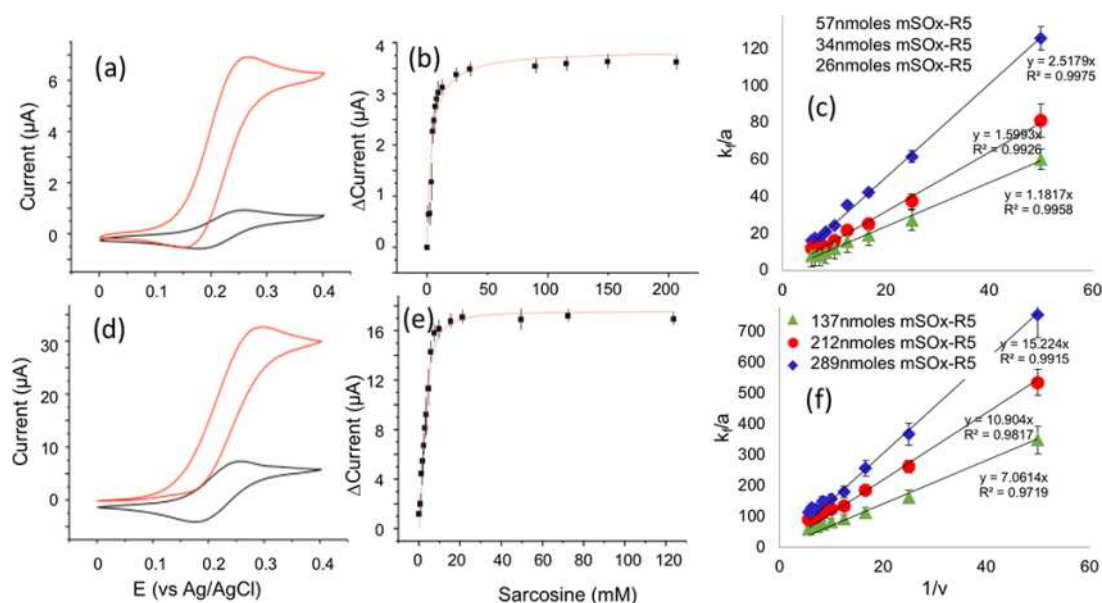 (a)
Current (µA)
6
4
2
0
0
0.1
0.2
0.3
0.4
(b)
ΔCurrent (µA)
4
3
2
1
0
0
50
100
150
200
(c)
57nmoles mSOx-R5
34nmoles mSOx-R5
26nmoles mSOx-R5
y = 2.5179x
R² = 0.9975
y = 1.5993x
R² = 0.9926
y = 1.1817x
R² = 0.9958
kf/a
120
100
80
60
40
20
0
0
20
40
60
(d)
Current (µA)
30
20
10
0
0
0.1
0.2
0.3
0.4
E (vs Ag/AgCl)
(e)
ΔCurrent (µA)
16
12
8
4
0
0
20
40
60
80
100
120
Sarcosine (mM)
(f)
137nmoles mSOx-R5
212nmoles mSOx-R5
289nmoles mSOx-R5
y = 15.224x
R² = 0.9915
y = 10.904x
R² = 0.9817
y = 7.0614x
R² = 0.9719
kf/a
700
600
500
400
300
200
100
0
0
20
40
60
1/v